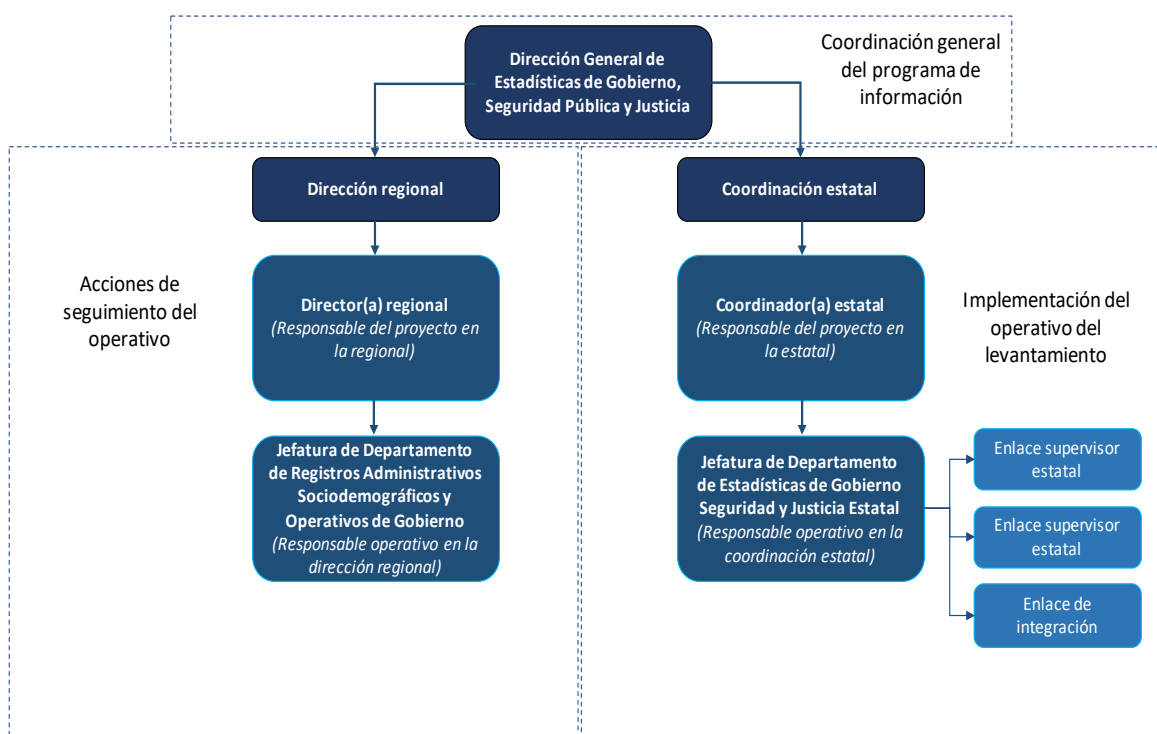 Dirección General de
Estadísticas de Gobierno,
Seguridad Pública y Justicia
Coordinación general
del programa de
información
Dirección regional
Director(a) regional
(Responsable del proyecto en
la regional)
Jefatura de Departamento
de Registros Administrativos
Sociodemográficos y
Operativos de Gobierno
(Responsable operativo en la
dirección regional)
Acciones de
seguimiento del
operativo
Coordinación estatal
Coordinador(a) estatal
(Responsable del proyecto en
la estatal)
Jefatura de Departamento
de Estadísticas de Gobierno
Seguridad y Justicia Estatal
(Responsable operativo en la
coordinación estatal)
Implementación del
operativo del
levantamiento
Enlace supervisor
estatal
Enlace supervisor
estatal
Enlace de
integración